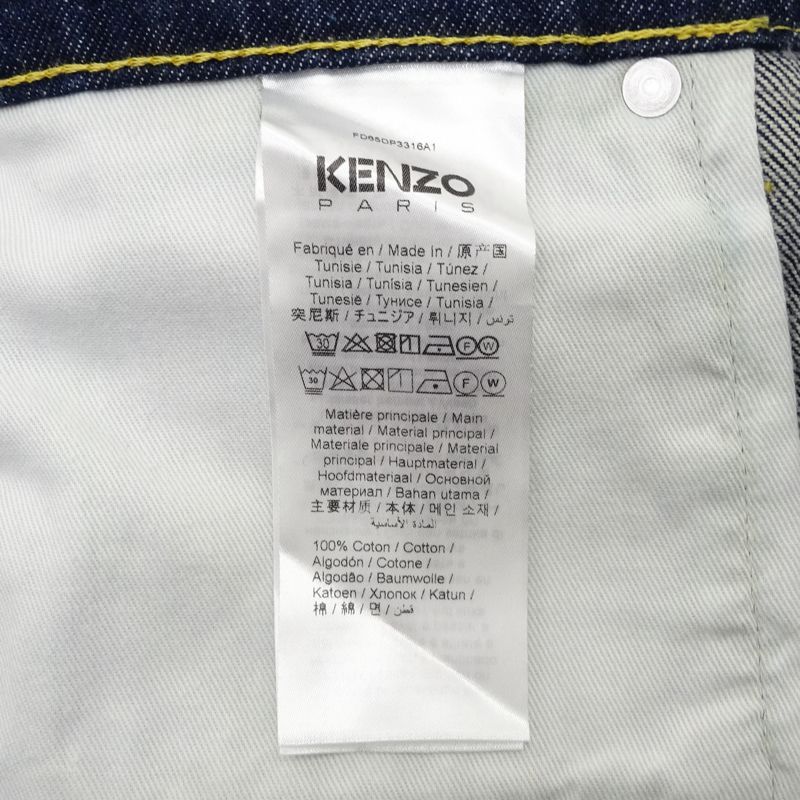 FD65DP3316A1
KENZO
PARIS
Fabriqué en / Made In / 原产国
Tunisie / Tunisia / Túnez /
Tunisia / Tunísia / Tunesien /
Tunesië / Тунисе / Tunisia /
突尼斯 / チュニジア / 튀니지 / تونس
30 F W
30 F W
Matière principale / Main
material / Material principal /
Materiale principale / Material
principal / Hauptmaterial /
Hoofdmateriaal / Основной
материал / Bahan utama /
主要材质 / 本体 / 메인 소재 /
المادة الأساسية
100% Coton / Cotton /
Algodón / Cotone /
Algodão / Baumwolle /
Katoen / Хлопок / Katun /
棉 / 綿 / 면 / قطن